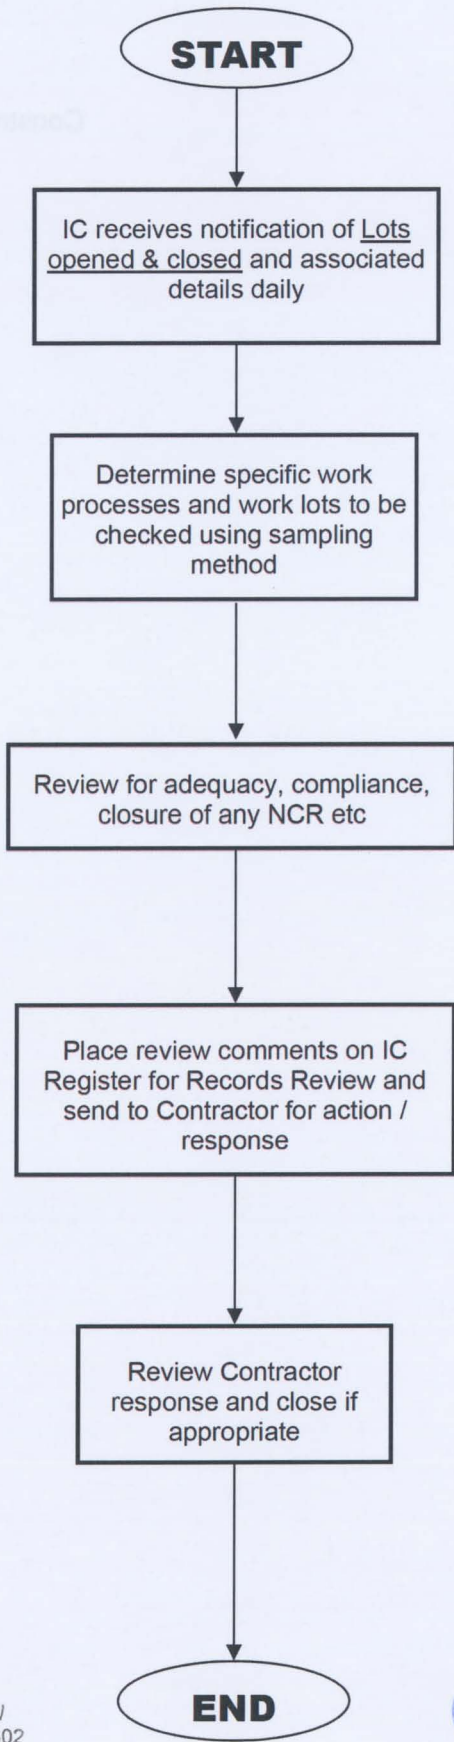 START
IC receives notification of Lots
opened & closed and associated
details daily
Determine specific work
processes and work lots to be
checked using sampling
method
Review for adequacy, compliance,
closure of any NCR etc
Place review comments on IC
Register for Records Review and
send to Contractor for action /
response
Review Contractor
response and close if
appropriate
END